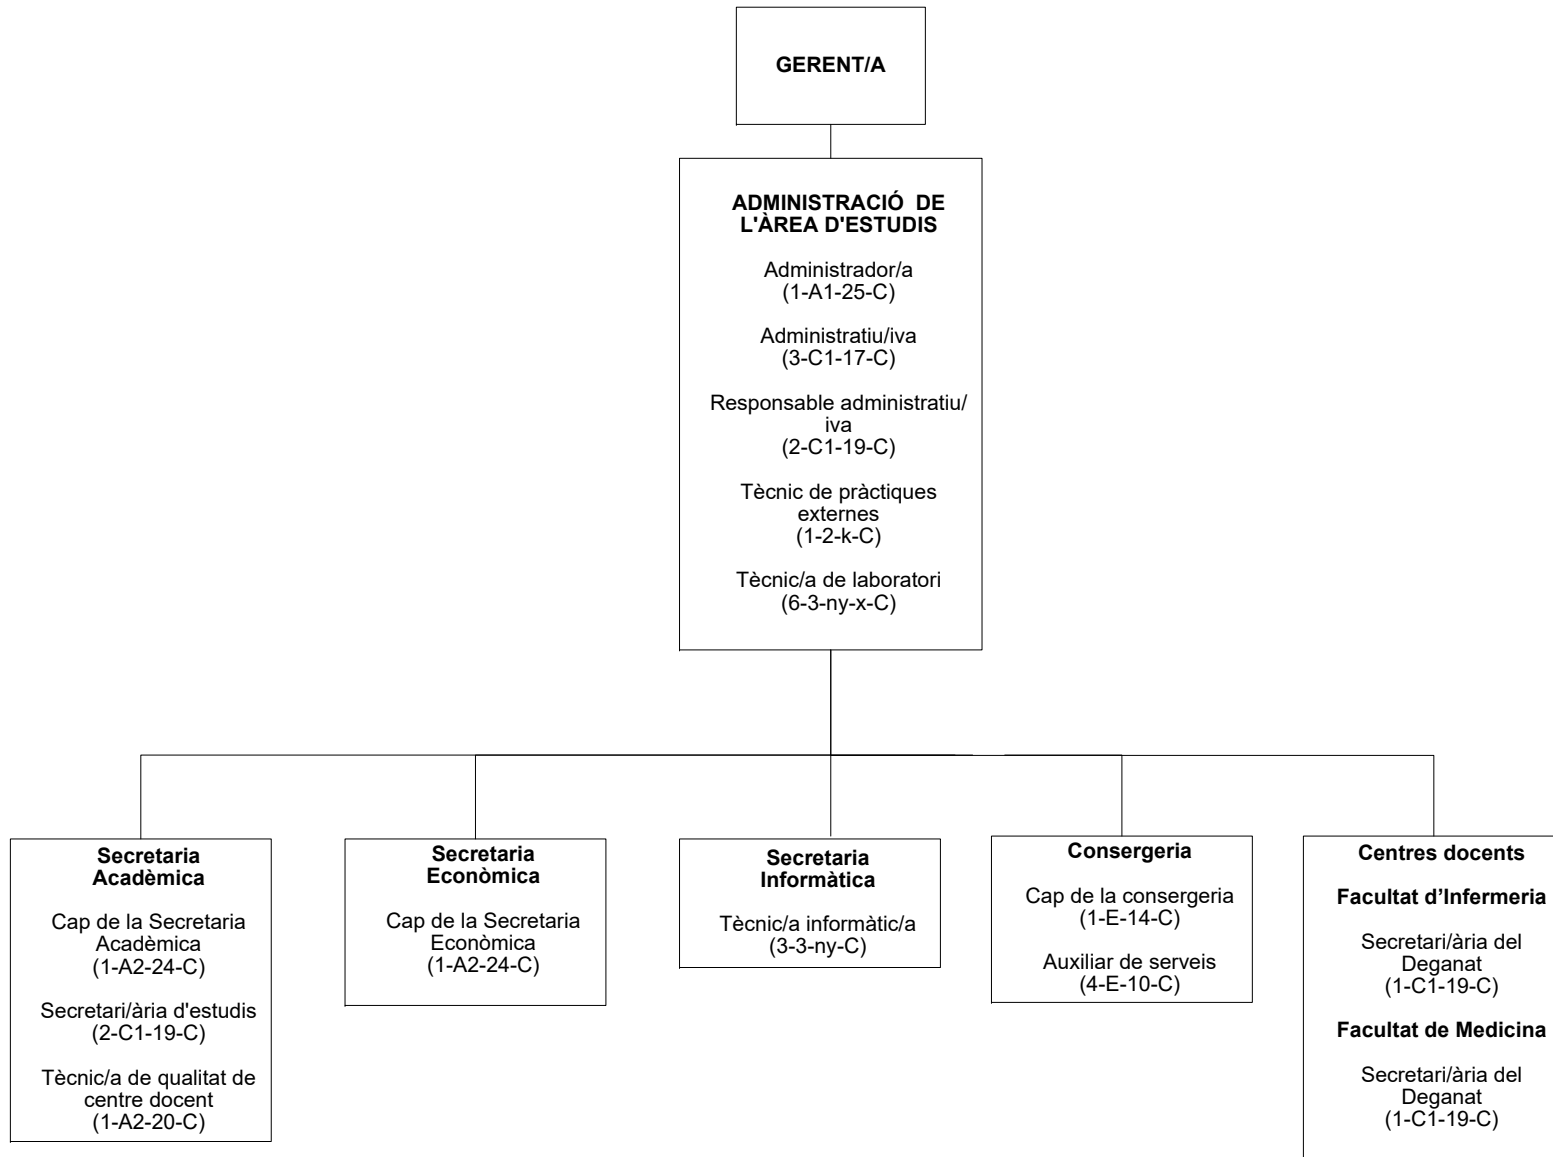 GERENT/A
ADMINISTRACIÓ DE
L'ÀREA D'ESTUDIS
Administrador/a
(1-A1-25-C)
Administratiu/iva
(3-C1-17-C)
Responsable administratiu/
iva
(2-C1-19-C)
Tècnic de pràctiques
externes
(1-2-k-C)
Tècnic/a de laboratori
(6-3-ny-x-C)
Secretaria
Acadèmica
Cap de la Secretaria
Acadèmica
(1-A2-24-C)
Secretari/ària d'estudis
(2-C1-19-C)
Tècnic/a de qualitat de
centre docent
(1-A2-20-C)
Secretaria
Econòmica
Cap de la Secretaria
Econòmica
(1-A2-24-C)
Secretaria
Informàtica
Tècnic/a informàtic/a
(3-3-ny-C)
Consergeria
Cap de la consergeria
(1-E-14-C)
Auxiliar de serveis
(4-E-10-C)
Centres docents
Facultat d’Infermeria
Secretari/ària del
Deganat
(1-C1-19-C)
Facultat de Medicina
Secretari/ària del
Deganat
(1-C1-19-C)